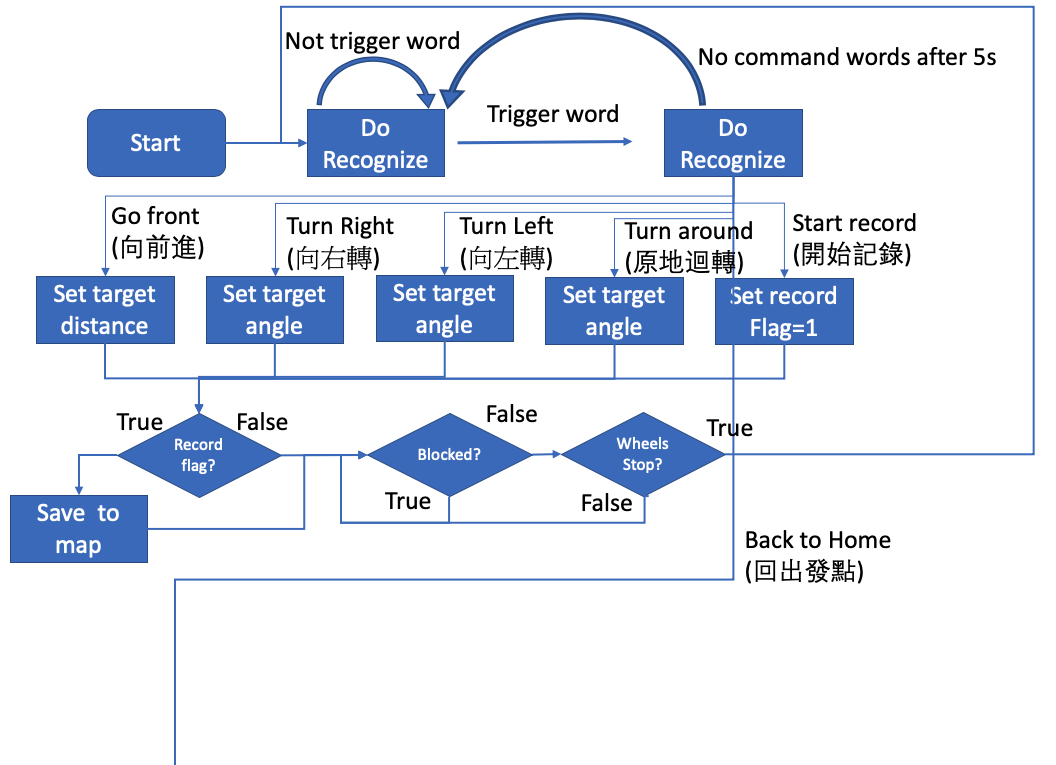 Not trigger word
No command words after 5s
Start
Do
Recognize
Trigger word
Do
Recognize
Go front
(向前進)
Turn Right
(向右轉)
Turn Left
(向左轉)
Turn around
(原地迴轉)
Start record
(開始記錄)
Set target
distance
Set target
angle
Set target
angle
Set target
angle
Set record
Flag=1
True
False
Record
flag?
Blocked?
False
True
Wheels
Stop?
True
False
Save to
map
Back to Home
(回出發點)